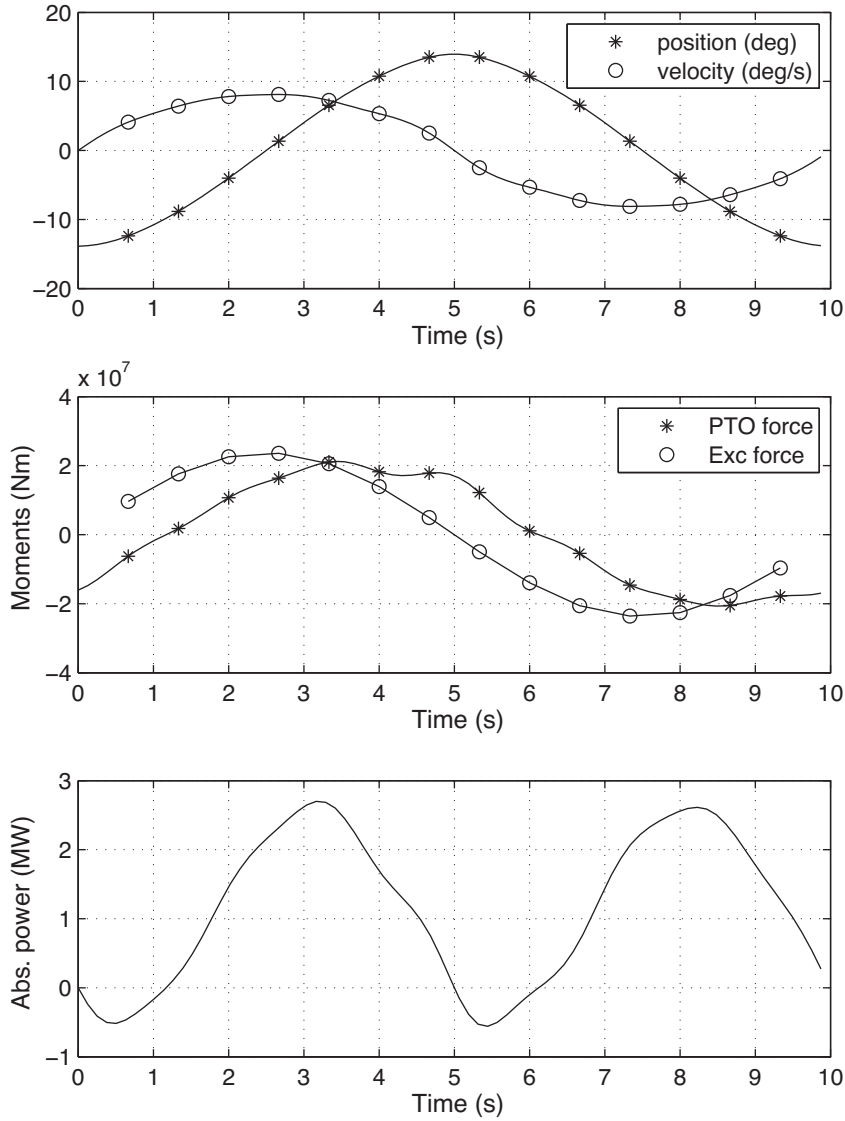 20
10
0
−10
−20
0 1 2 3 4 5 6 7 8 9 10
Time (s)
position (deg)
velocity (deg/s)
x 10^7
4
2
0
−2
−4
Moments (Nm)
0 1 2 3 4 5 6 7 8 9 10
Time (s)
PTO force
Exc force
3
2
1
0
−1
Abs. power (MW)
0 1 2 3 4 5 6 7 8 9 10
Time (s)